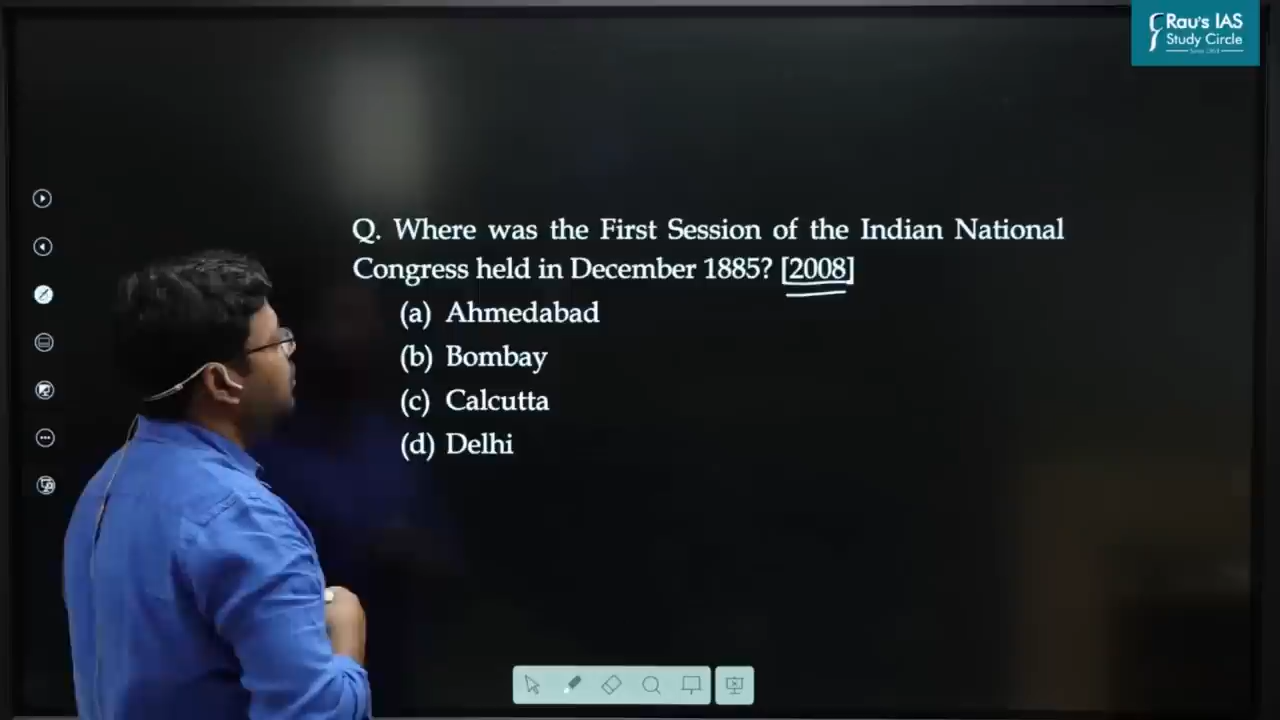 Rau's IAS
Study Circle
Q. Where was the First Session of the Indian National
Congress held in December 1885? [2008]
(a) Ahmedabad
(b) Bombay
(c) Calcutta
(d) Delhi